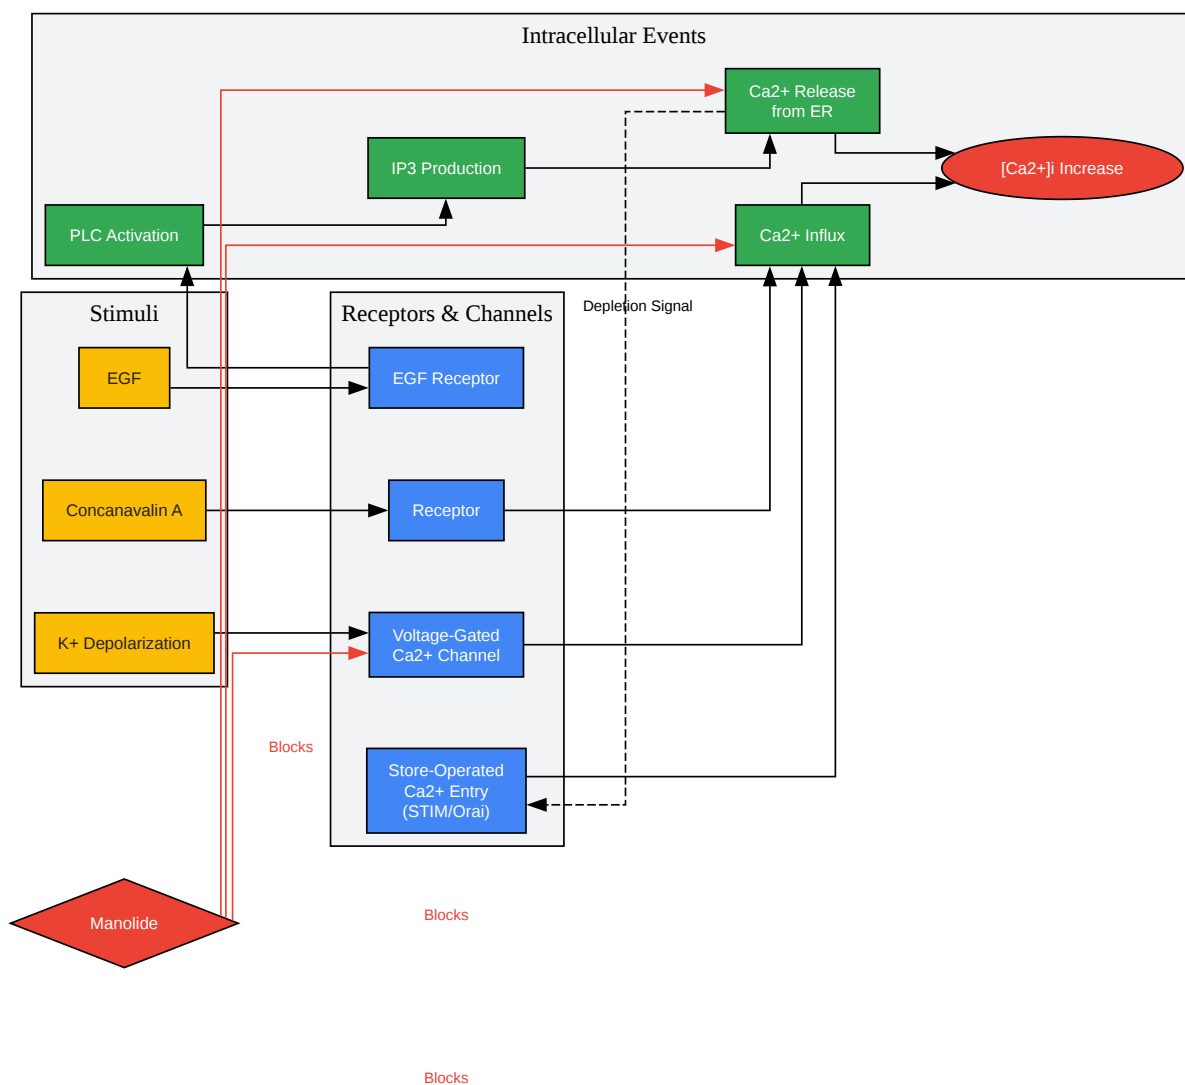 Intracellular Events
Ca2+ Release
from ER
IP3 Production
[Ca2+]i Increase
PLC Activation
Ca2+ Influx
Stimuli
Receptors & Channels
Depletion Signal
EGF
EGF Receptor
Concanavalin A
Receptor
K+ Depolarization
Voltage-Gated
Ca2+ Channel
Blocks
Store-Operated
Ca2+ Entry
(STIM/Orai)
Manolide
Blocks
Blocks